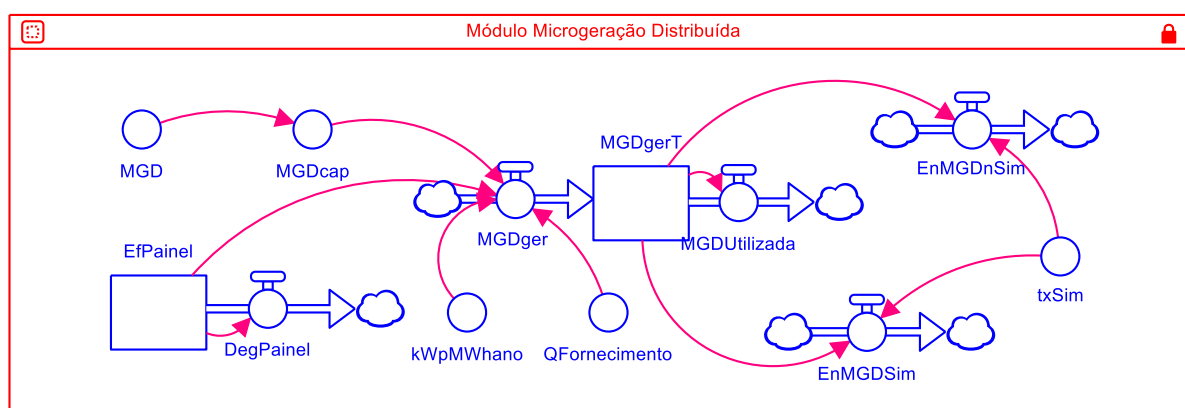 Módulo Microgeração Distribuída
MGD
MGDcap
MGDgerT
EnMGDnSim
MGDger
MGDUtilizada
EfPainel
txSim
DegPainel
kWpMWhano
QFornecimento
EnMGDSim